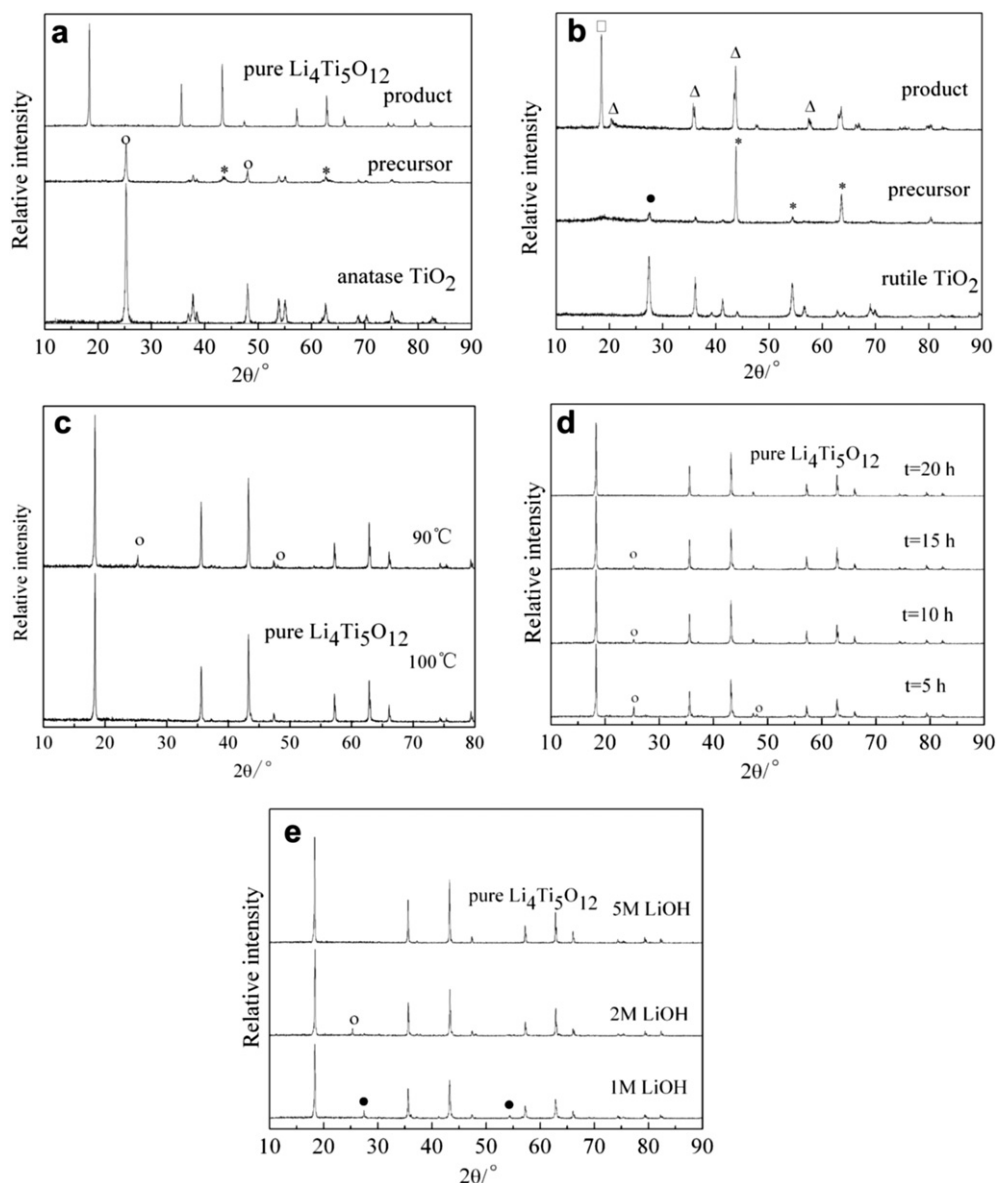 a
pure Li₄Ti₅O₁₂
product
o
o
*
*
precursor
anatase TiO₂
Relative intensity
10 20 30 40 50 60 70 80 90
2θ/°
b
□
Δ
Δ
Δ
Δ
product
*
*
*
●
precursor
rutile TiO₂
Relative intensity
10 20 30 40 50 60 70 80 90
2θ/°
c
o
o
90℃
pure Li₄Ti₅O₁₂
100℃
Relative intensity
10 20 30 40 50 60 70 80
2θ/°
d
pure Li₄Ti₅O₁₂
t=20 h
o
t=15 h
o
t=10 h
o
o
t=5 h
Relative intensity
10 20 30 40 50 60 70 80 90
2θ/°
e
pure Li₄Ti₅O₁₂
5M LiOH
o
2M LiOH
●
●
1M LiOH
Relative intensity
10 20 30 40 50 60 70 80 90
2θ/°